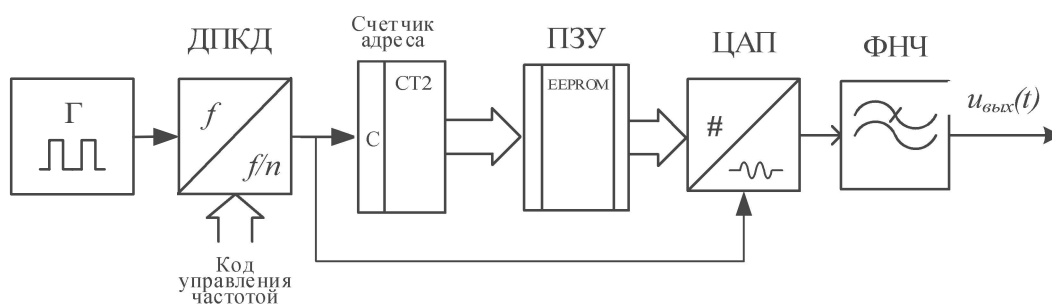 ДПКД
Счетчик
адреса
ПЗУ
ЦАП
ФНЧ
Г
f
f/n
C
CT2
EEPROM
#
uвых(t)
Код
управления
частотой